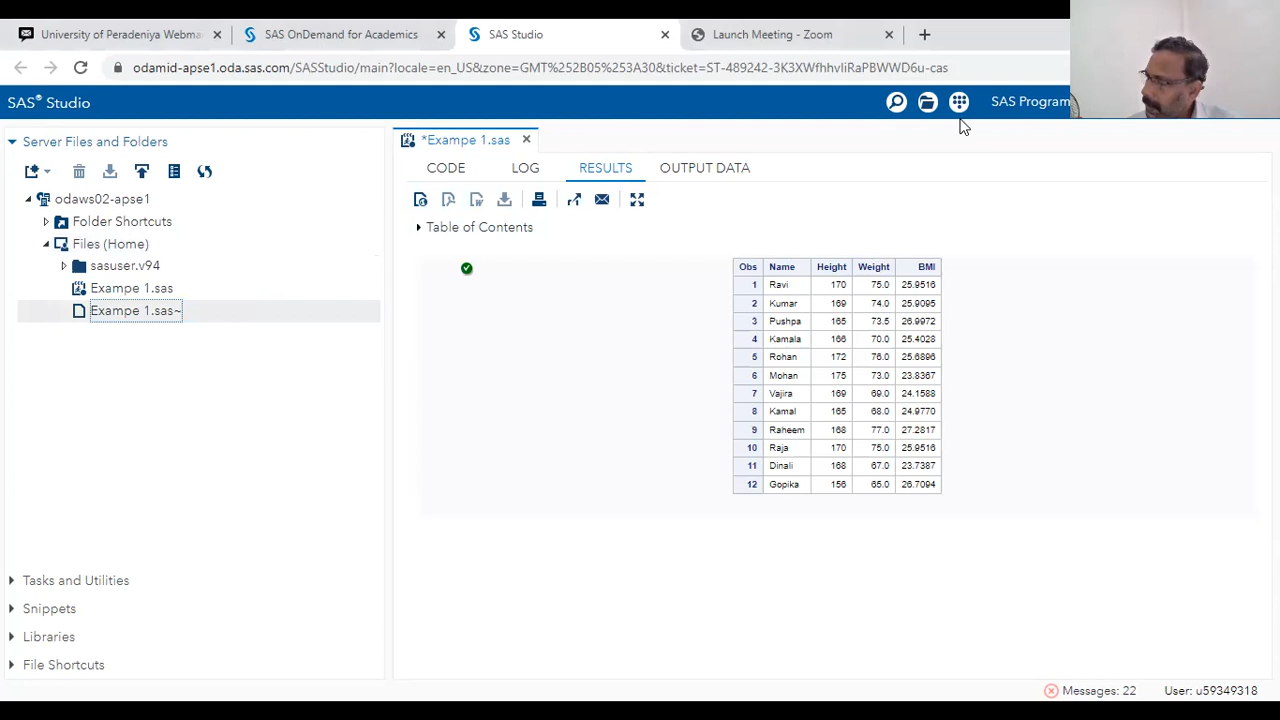 University of Peradeniya Webma
SAS OnDemand for Academics
SAS Studio
Launch Meeting - Zoom
odamid-apse1.oda.sas.com/SASStudio/main?locale=en_US&zone=GMT%252B05%253A30&ticket=ST-489242-3K3XWfhhvIiRaPBWWD6u-cas
SAS® Studio
SAS Program
Server Files and Folders
*Exampe 1.sas
CODE
LOG
RESULTS
OUTPUT DATA
odaws02-apse1
Folder Shortcuts
Table of Contents
Files (Home)
sasuser.v94
Exampe 1.sas
Exampe 1.sas~
Obs Name Height Weight BMI
1 Ravi 170 75.0 25.9516
2 Kumar 169 74.0 25.9095
3 Pushpa 165 73.5 26.9972
4 Kamala 166 70.0 25.4028
5 Rohan 172 76.0 25.6896
6 Mohan 175 73.0 23.8367
7 Vajira 169 69.0 24.1588
8 Kamal 165 68.0 24.9770
9 Raheem 168 77.0 27.2817
10 Raja 170 75.0 25.9516
11 Dinali 168 67.0 23.7387
12 Gopika 156 65.0 26.7094
Tasks and Utilities
Snippets
Libraries
File Shortcuts
Messages: 22
User: u59349318